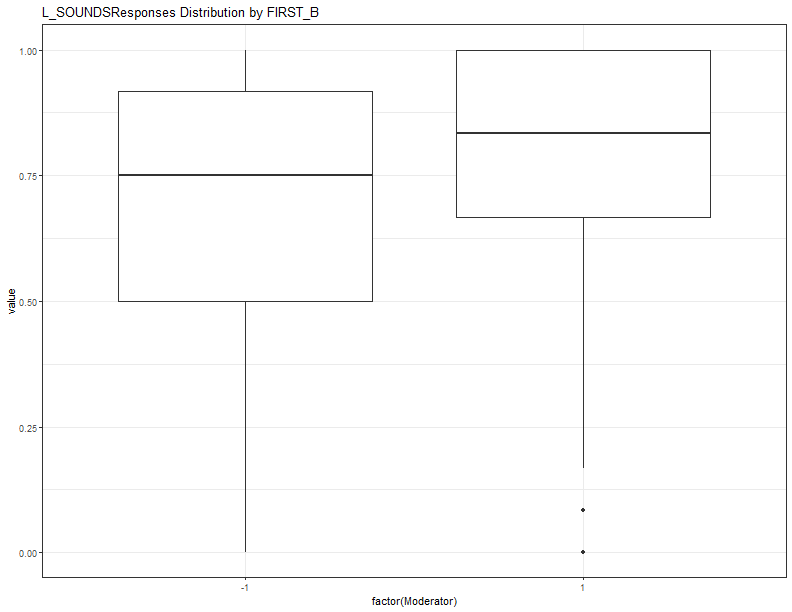 L_SOUNDSResponses Distribution by FIRST_B
1.00
0.75
0.50
0.25
0.00
value
-1
1
factor(Moderator)